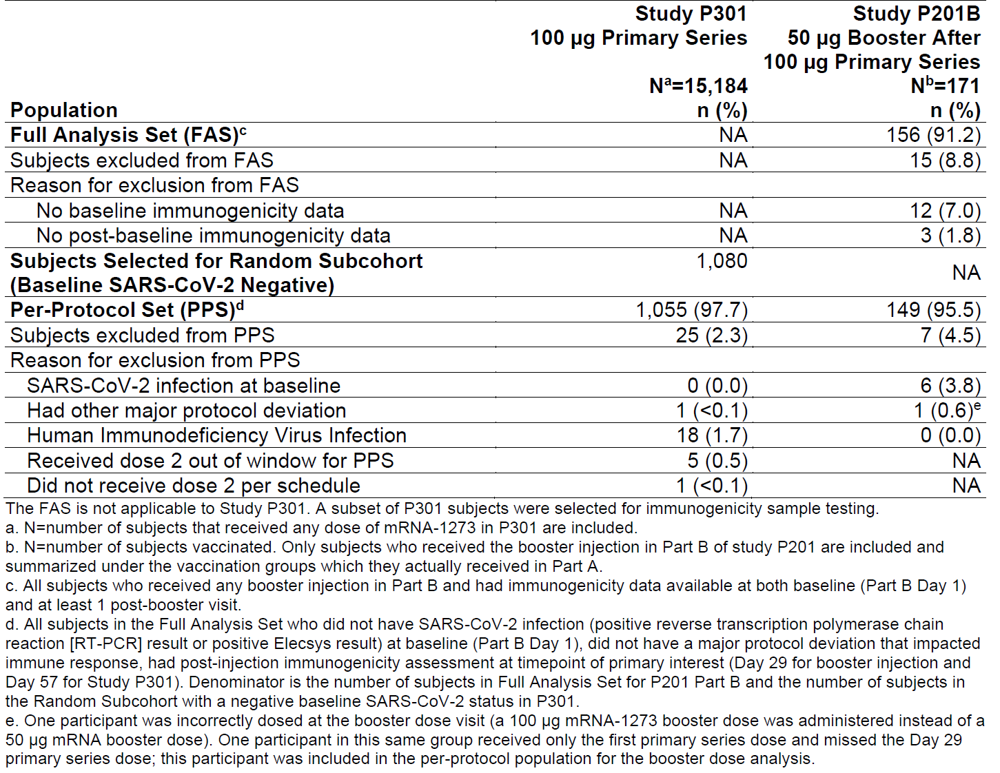 Study P301 Study P201B
100 µg Primary Series 50 µg Booster After
100 µg Primary Series
Nᵃ=15,184 Nᵇ=171
Population n (%) n (%)
Full Analysis Set (FAS)ᶜ NA 156 (91.2)
Subjects excluded from FAS NA 15 (8.8)
Reason for exclusion from FAS
No baseline immunogenicity data NA 12 (7.0)
No post-baseline immunogenicity data NA 3 (1.8)
Subjects Selected for Random Subcohort 1,080
(Baseline SARS-CoV-2 Negative) NA
Per-Protocol Set (PPS)ᵈ 1,055 (97.7) 149 (95.5)
Subjects excluded from PPS 25 (2.3) 7 (4.5)
Reason for exclusion from PPS
SARS-CoV-2 infection at baseline 0 (0.0) 6 (3.8)
Had other major protocol deviation 1 (<0.1) 1 (0.6)ᵉ
Human Immunodeficiency Virus Infection 18 (1.7) 0 (0.0)
Received dose 2 out of window for PPS 5 (0.5) NA
Did not receive dose 2 per schedule 1 (<0.1) NA
The FAS is not applicable to Study P301. A subset of P301 subjects were selected for immunogenicity sample testing.
a. N=number of subjects that received any dose of mRNA-1273 in P301 are included.
b. N=number of subjects vaccinated. Only subjects who received the booster injection in Part B of study P201 are included and
summarized under the vaccination groups which they actually received in Part A.
c. All subjects who received any booster injection in Part B and had immunogenicity data available at both baseline (Part B Day 1)
and at least 1 post-booster visit.
d. All subjects in the Full Analysis Set who did not have SARS-CoV-2 infection (positive reverse transcription polymerase chain
reaction [RT-PCR] result or positive Elecsys result) at baseline (Part B Day 1), did not have a major protocol deviation that impacted
immune response, had post-injection immunogenicity assessment at timepoint of primary interest (Day 29 for booster injection and
Day 57 for Study P301). Denominator is the number of subjects in Full Analysis Set for P201 Part B and the number of subjects in
the Random Subcohort with a negative baseline SARS-CoV-2 status in P301.
e. One participant was incorrectly dosed at the booster dose visit (a 100 µg mRNA-1273 booster dose was administered instead of a
50 µg mRNA booster dose). One participant in this same group received only the first primary series dose and missed the Day 29
primary series dose; this participant was included in the per-protocol population for the booster dose analysis.